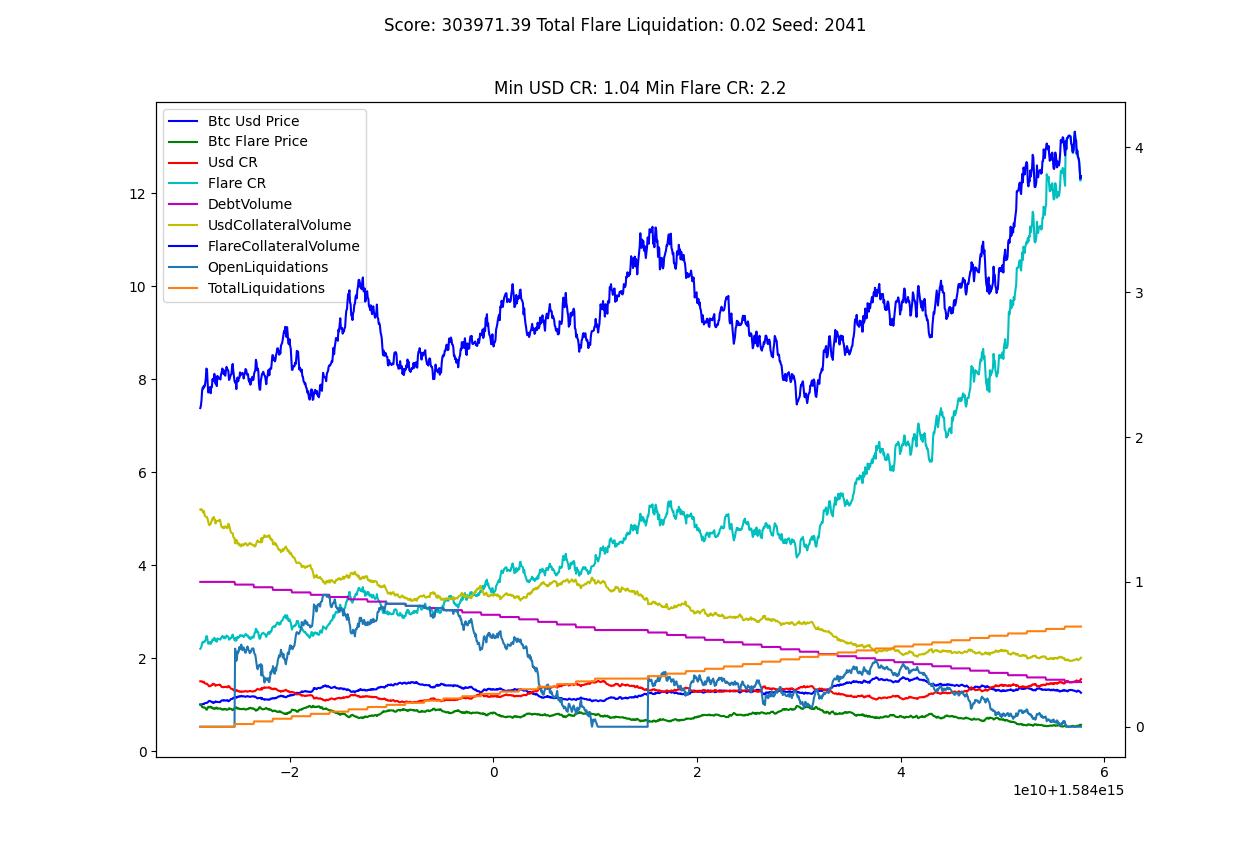 Score: 303971.39 Total Flare Liquidation: 0.02 Seed: 2041
Min USD CR: 1.04 Min Flare CR: 2.2
Btc Usd Price
Btc Flare Price
Usd CR
Flare CR
DebtVolume
UsdCollateralVolume
FlareCollateralVolume
OpenLiquidations
TotalLiquidations
12
10
8
6
4
2
0
4
3
2
1
0
−2
0
2
4
6
1e10+1.584e15